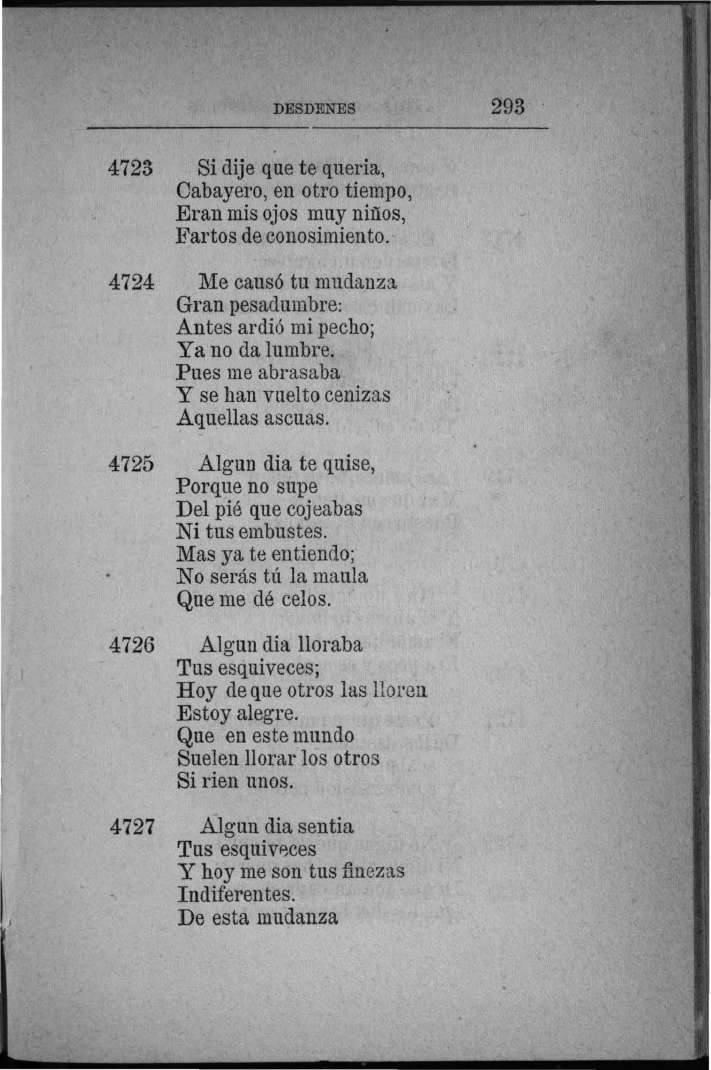 DESDENES 293
4723 Si dije que te queria,
Cabayero, en otro tiempo,
Eran mis ojos muy niños,
Fartos de conosimiento.
4724 Me causó tu mudanza
Gran pesadumbre:
Antes ardió mi pecho;
Ya no da lumbre.
Pues me abrasaba
Y se han vuelto cenizas
Aquellas ascuas.
4725 Algun dia te quise,
Porque no supe
Del pié que cojeabas
Ni tus embustes.
Mas ya te entiendo;
No serás tú la maula
Que me dé celos.
4726 Algun dia lloraba
Tus esquiveces;
Hoy de que otros las lloren
Estoy alegre.
Que en este mundo
Suelen llorar los otros
Si rien unos.
4727 Algun dia sentia
Tus esquiveces
Y hoy me son tus finezas
Indiferentes.
De esta mudanza